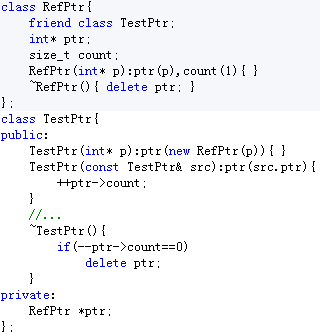 class RefPtr{
    friend class TestPtr;
    int* ptr;
    size_t count;
    RefPtr(int* p):ptr(p),count(1){ }
    ~RefPtr(){ delete ptr; }
};
class TestPtr{
public:
    TestPtr(int* p):ptr(new RefPtr(p)){ }
    TestPtr(const TestPtr& src):ptr(src.ptr){
        ++ptr->count;
    }
    //...
    ~TestPtr(){
        if(--ptr->count==0)
            delete ptr;
    }
private:
    RefPtr *ptr;
};